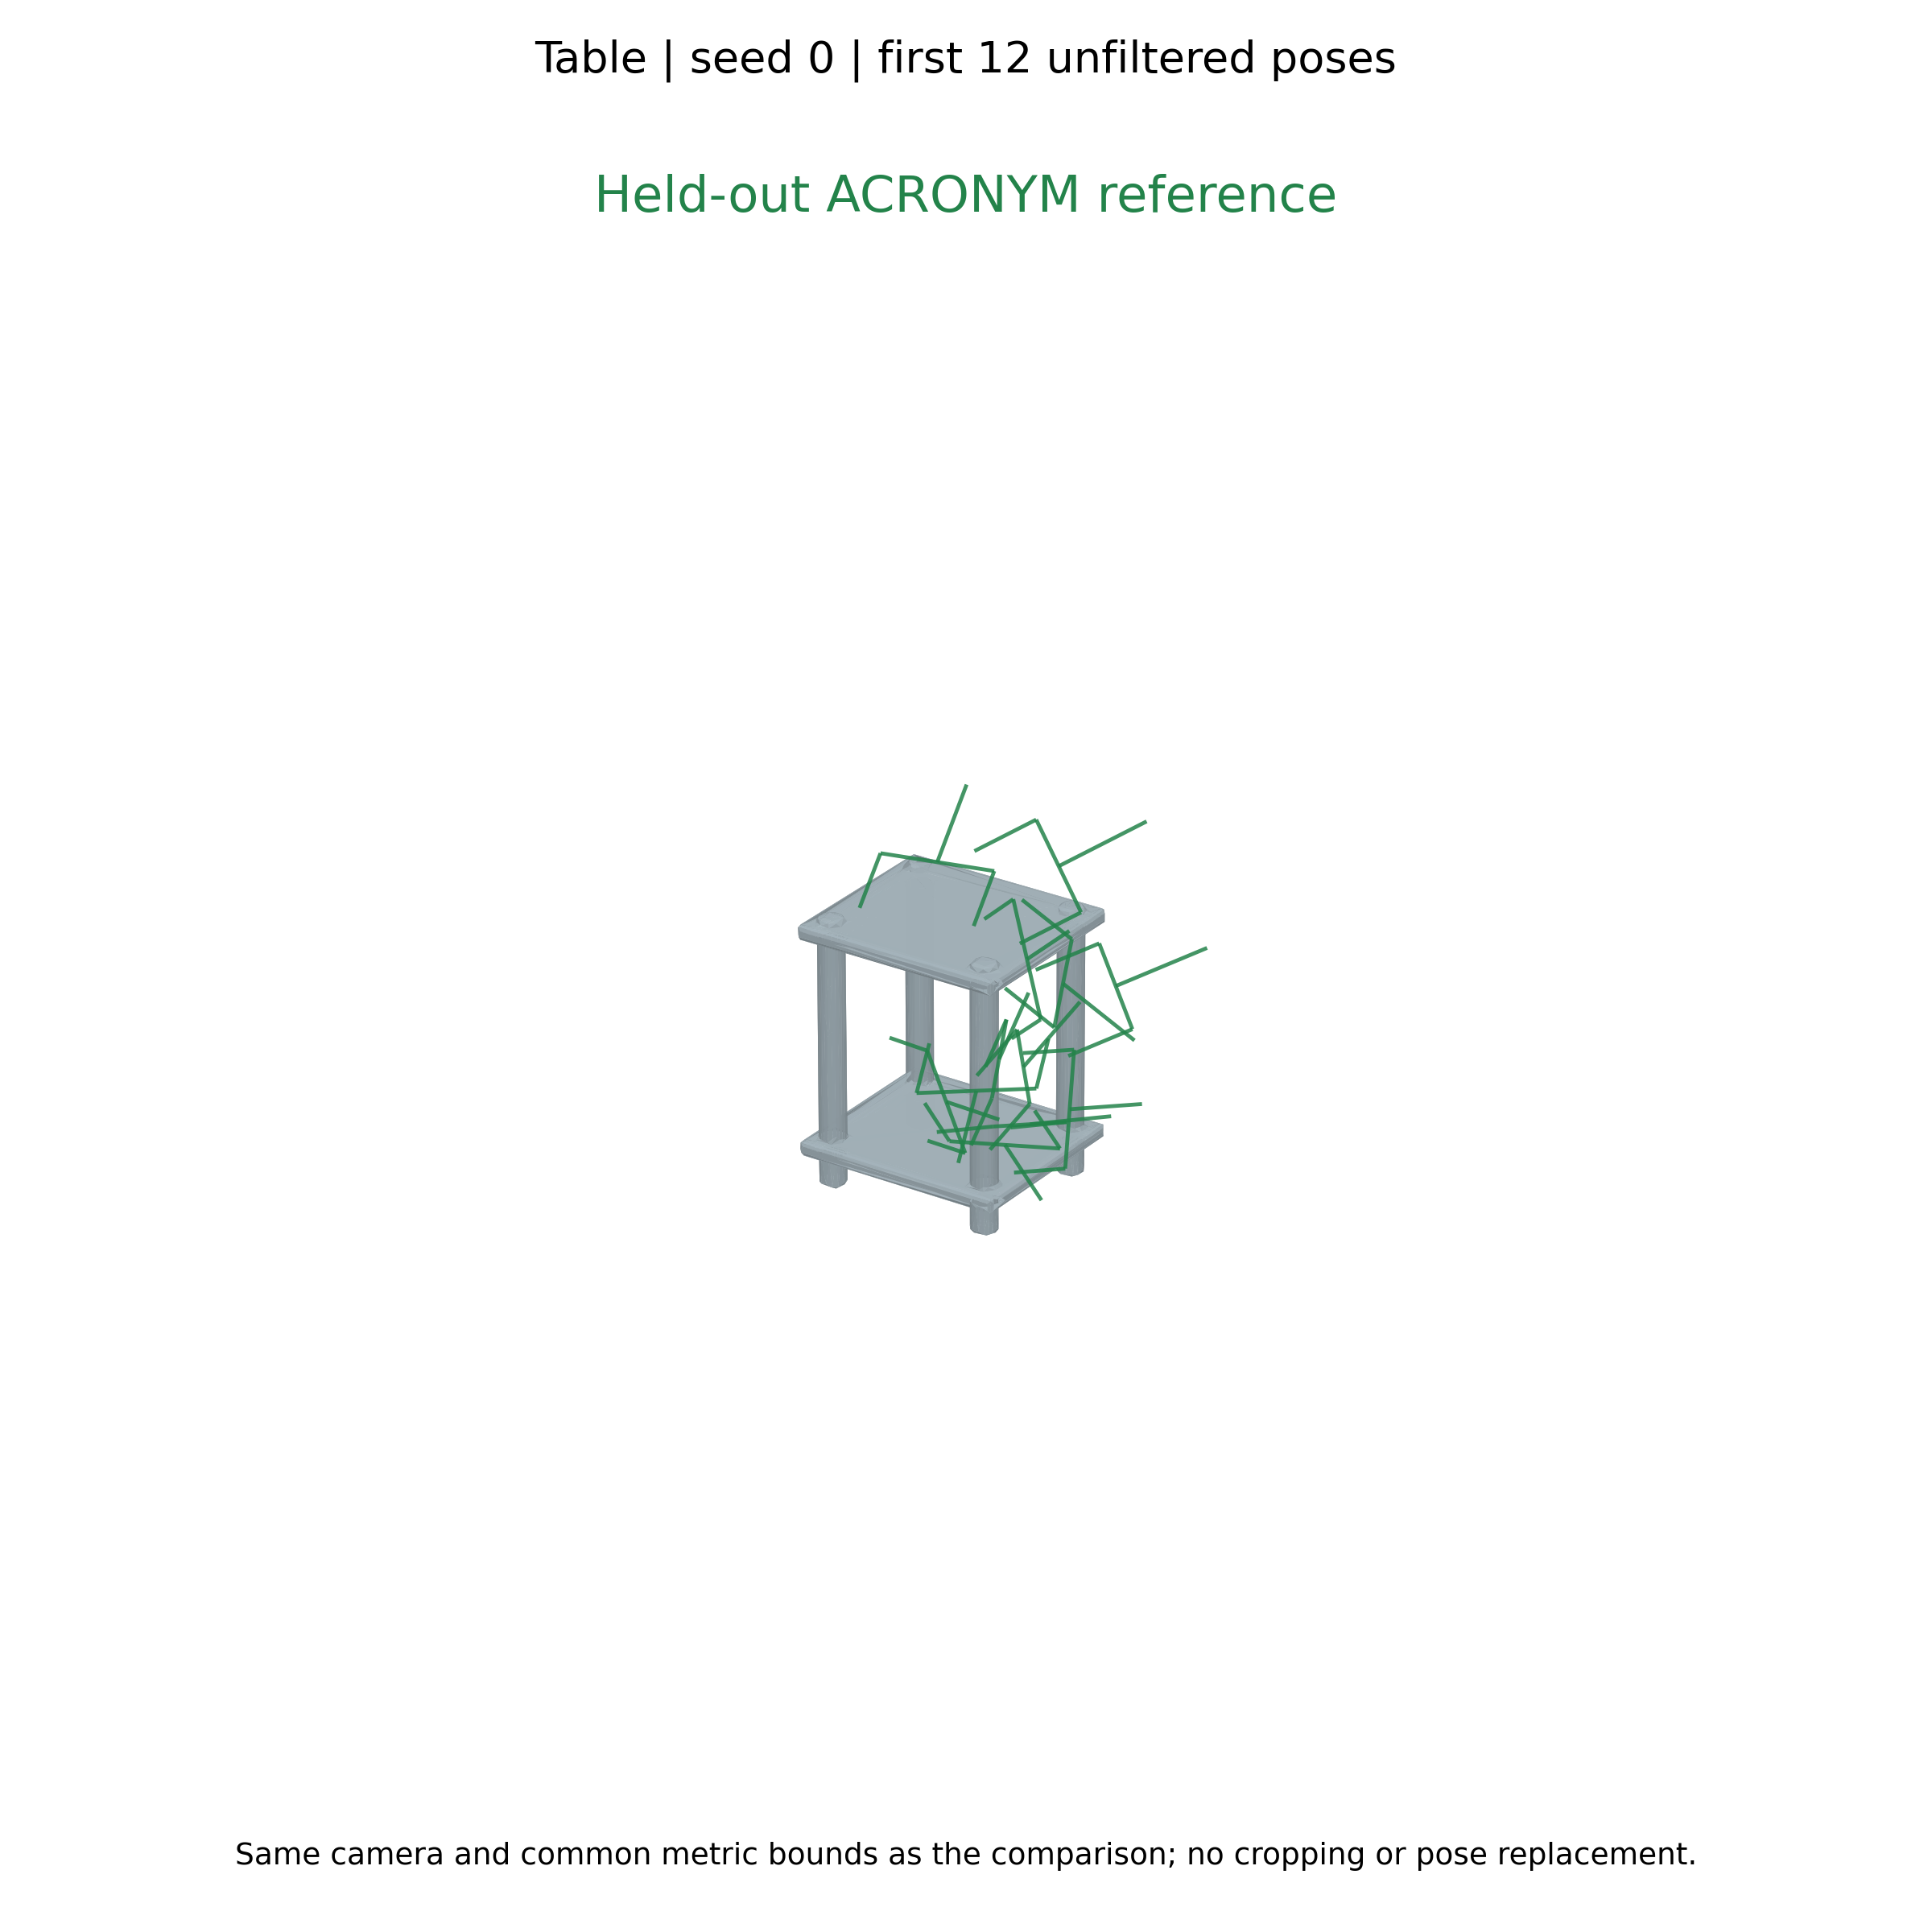 Table | seed 0 | first 12 unfiltered poses
Held-out ACRONYM reference
Same camera and common metric bounds as the comparison; no cropping or pose replacement.